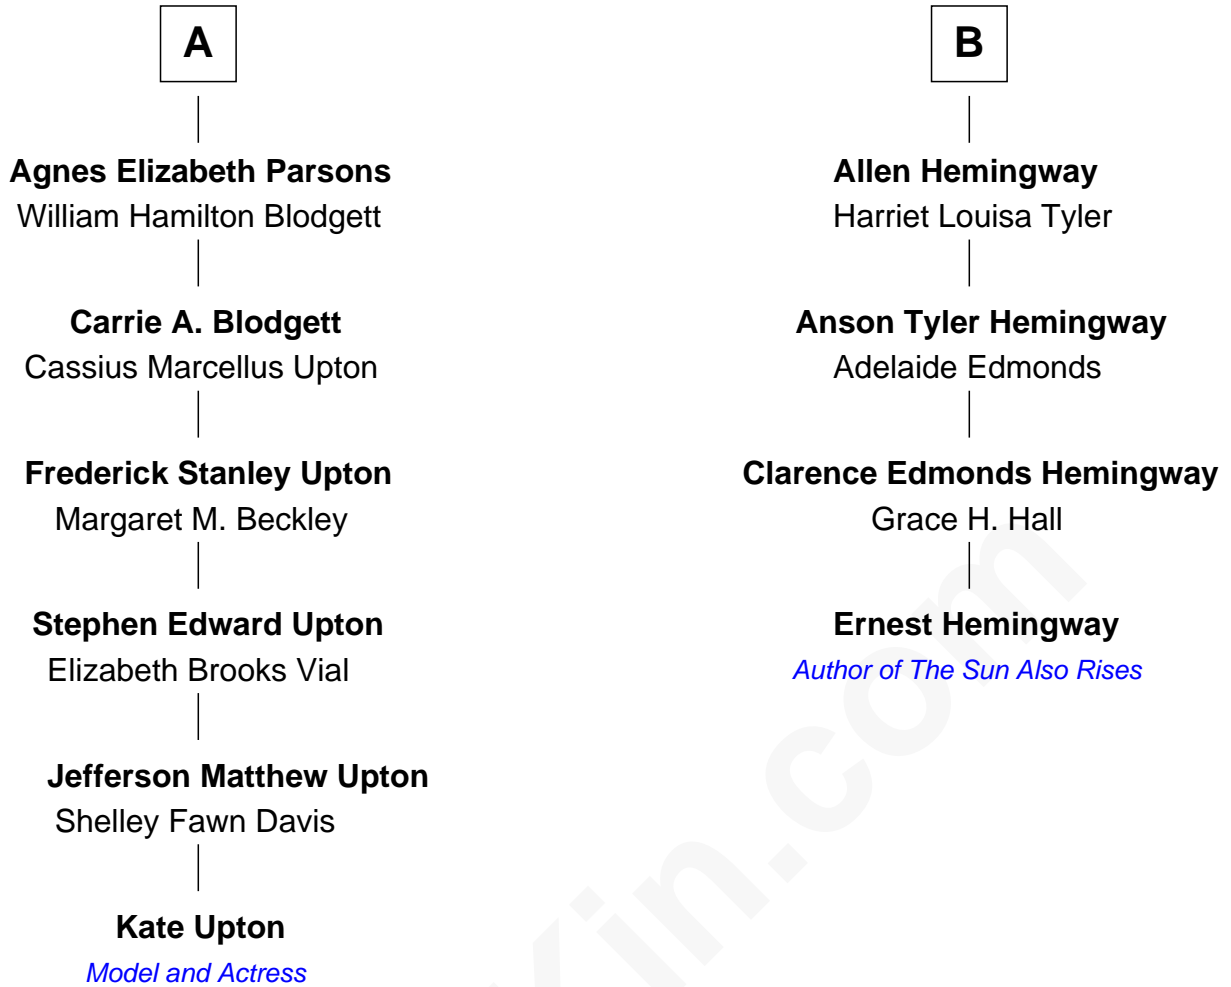 A
Agnes Elizabeth Parsons
William Hamilton Blodgett
Carrie A. Blodgett
Cassius Marcellus Upton
Frederick Stanley Upton
Margaret M. Beckley
Stephen Edward Upton
Elizabeth Brooks Vial
Jefferson Matthew Upton
Shelley Fawn Davis
Kate Upton
Model and Actress
B
Allen Hemingway
Harriet Louisa Tyler
Anson Tyler Hemingway
Adelaide Edmonds
Clarence Edmonds Hemingway
Grace H. Hall
Ernest Hemingway
Author of The Sun Also Rises
Kin.com